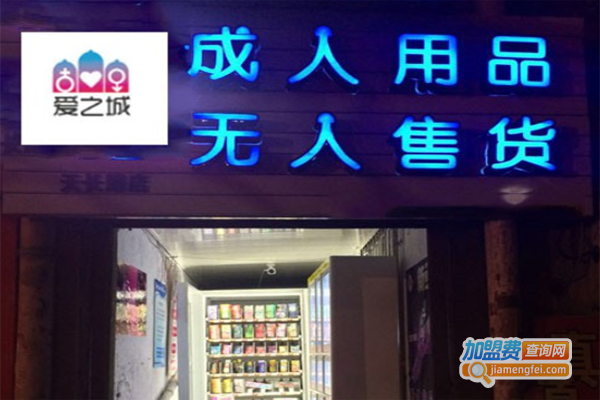 成人用品
爱之城
无人售货
加盟费查询网
jiamengfei.com